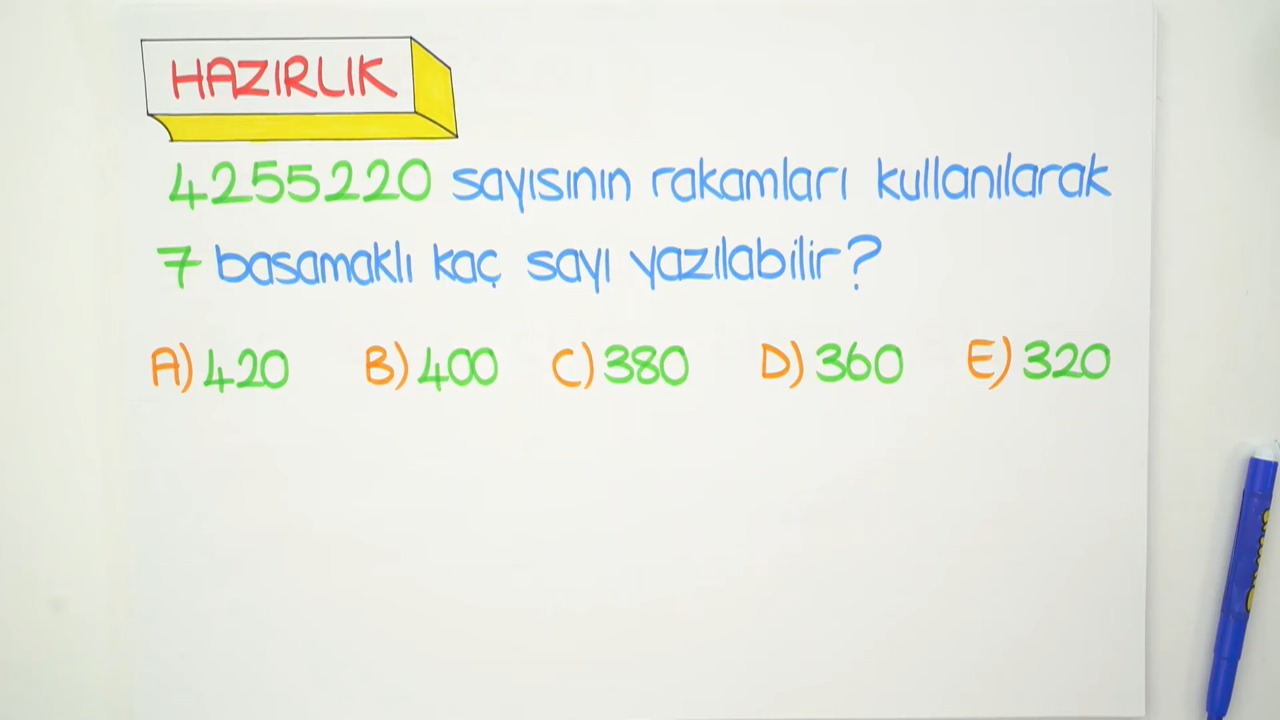 HAZIRLIK
4255220 sayısının rakamları kullanılarak
7 basamaklı kaç sayı yazılabilir?
A) 420 B) 400 C) 380 D) 360 E) 320